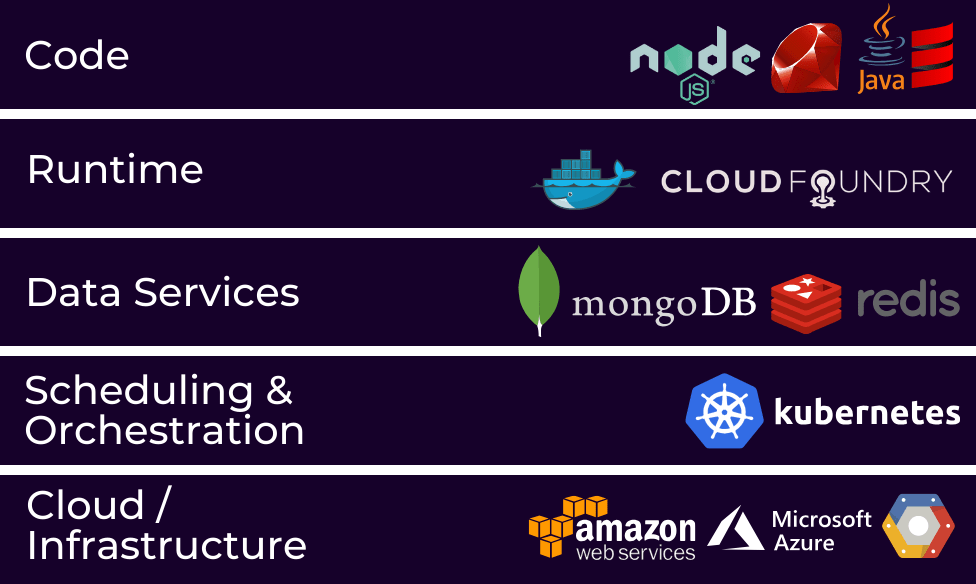 Code
node
JS
Java
Runtime
CLOUD FOUNDRY
Data Services
mongoDB
redis
Scheduling &
Orchestration
kubernetes
Cloud /
Infrastructure
amazon
web services
Microsoft
Azure